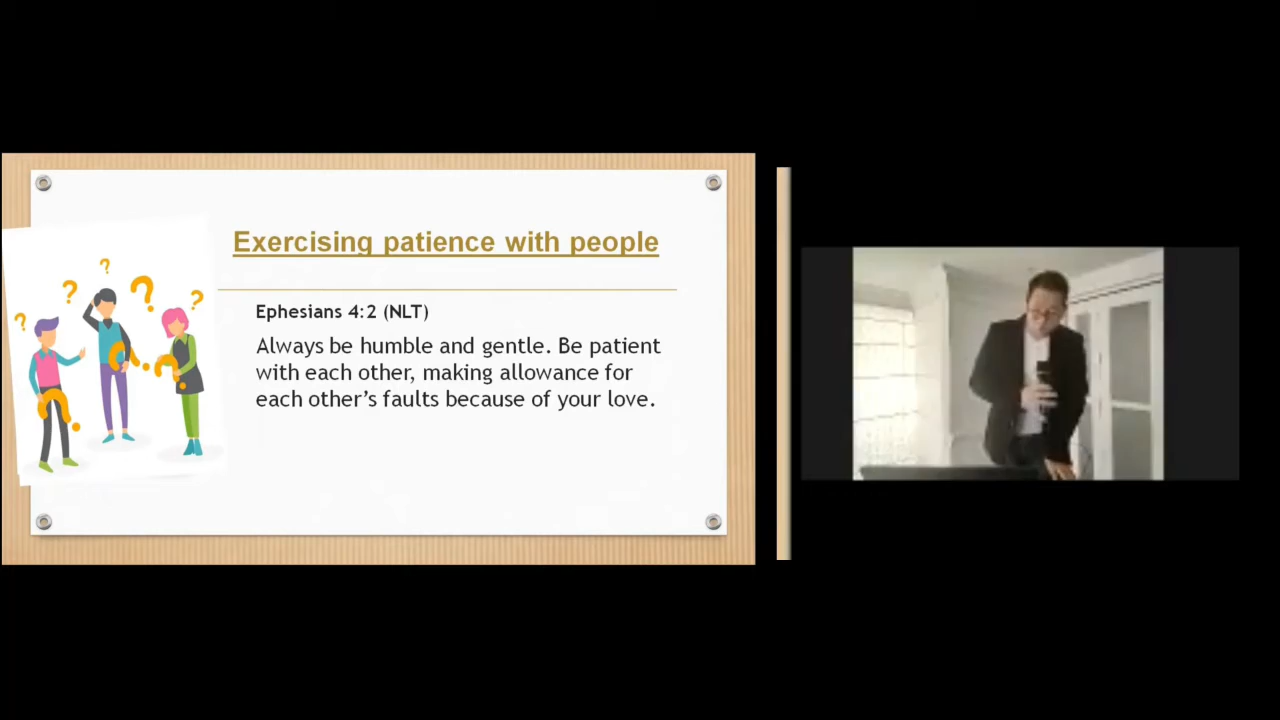 Exercising patience with people
Ephesians 4:2 (NLT)
Always be humble and gentle. Be patient
with each other, making allowance for
each other’s faults because of your love.